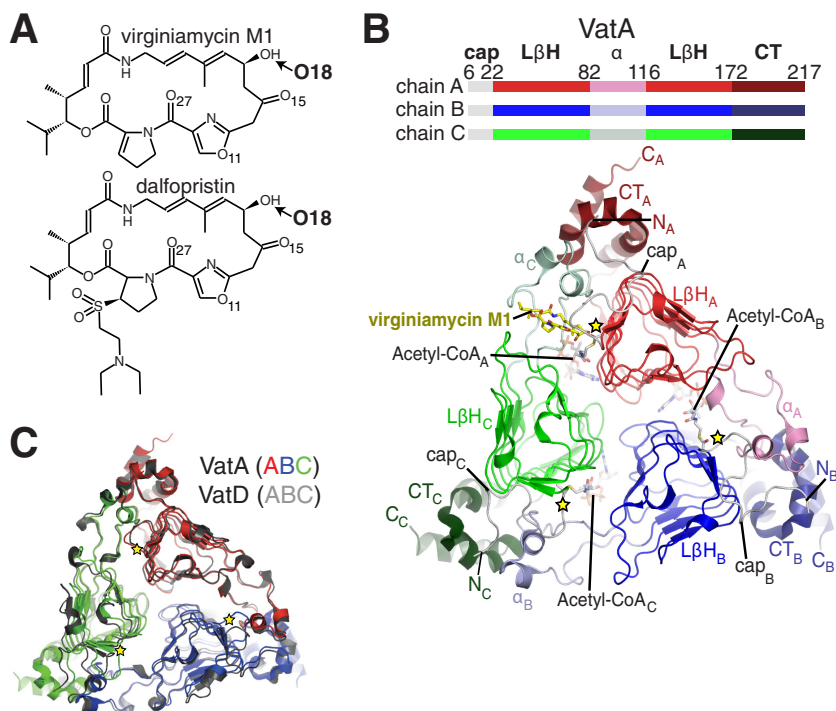 A
virginiamycin M1
O
N
H
OH
O18
O
O27
O15
O
N
N
O11
dalfopristin
O
N
H
OH
O18
O
O27
O15
O
N
N
O11
O
S
O
N
B
VatA
cap LβH α LβH CT
6 22 82 116 172 217
chain A
chain B
chain C
CA
CTA
NA
αC
capA
LβHA
virginiamycin M1
Acetyl-CoAB
Acetyl-CoAA
LβHC
αA
capC
NB
CTC
CC
LβHB
CTB
CB
NC
αB
capB
Acetyl-CoAC
C
VatA (ABC)
VatD (ABC)